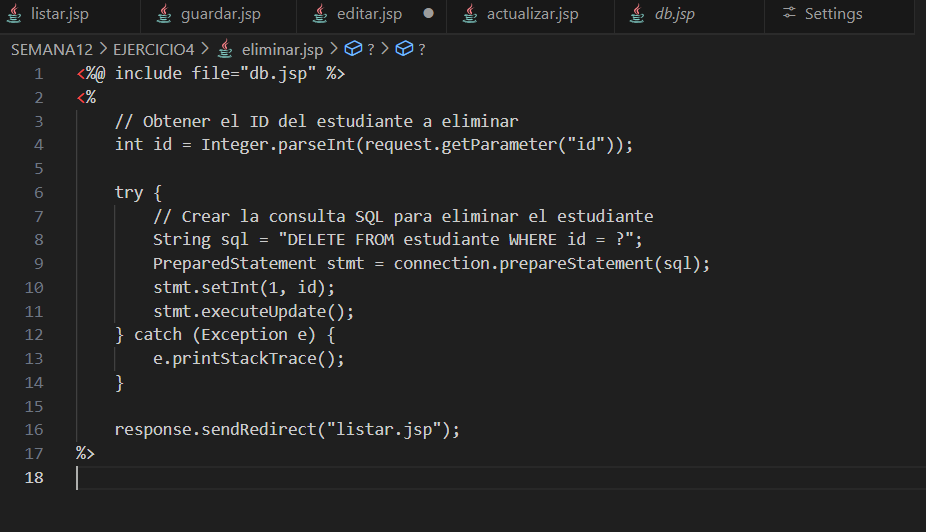 listar.jsp guardar.jsp editar.jsp actualizar.jsp db.jsp Settings
SEMANA12 > EJERCICIO4 > eliminar.jsp > ? > ?
1 <%@ include file="db.jsp" %>
2 <%
3 // Obtener el ID del estudiante a eliminar
4 int id = Integer.parseInt(request.getParameter("id"));
5
6 try {
7 // Crear la consulta SQL para eliminar el estudiante
8 String sql = "DELETE FROM estudiante WHERE id = ?";
9 PreparedStatement stmt = connection.prepareStatement(sql);
10 stmt.setInt(1, id);
11 stmt.executeUpdate();
12 } catch (Exception e) {
13 e.printStackTrace();
14 }
15
16 response.sendRedirect("listar.jsp");
17 %>
18